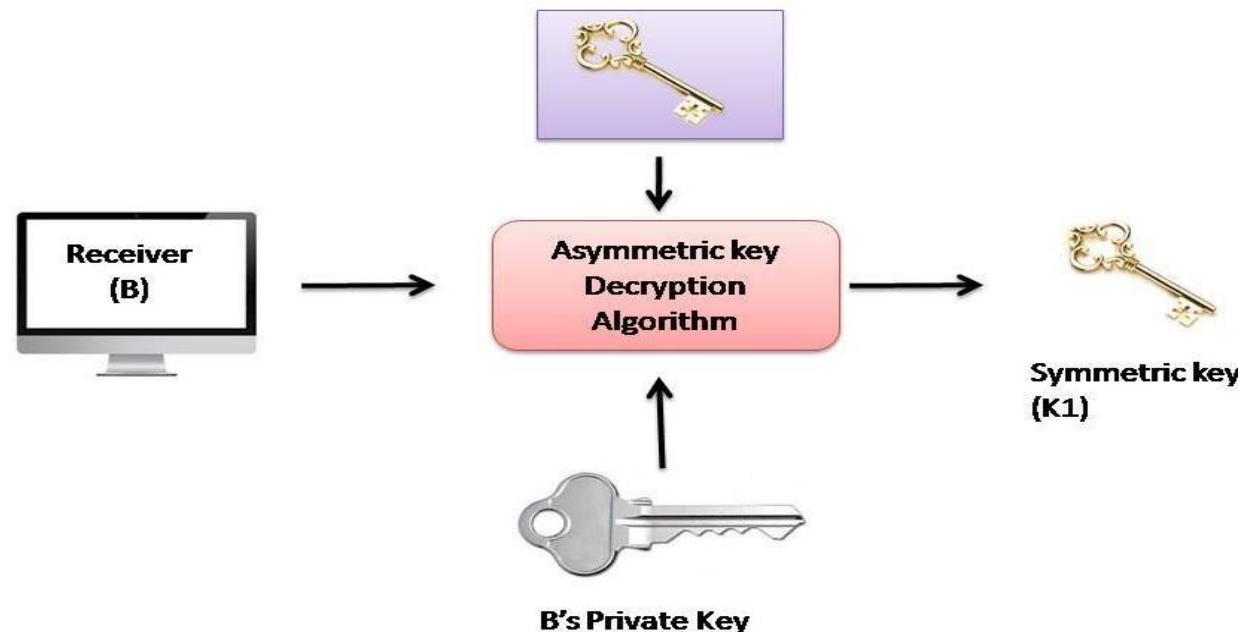 Receiver
(B)
Asymmetric key
Decryption
Algorithm
Symmetric key
(K1)
B's Private Key